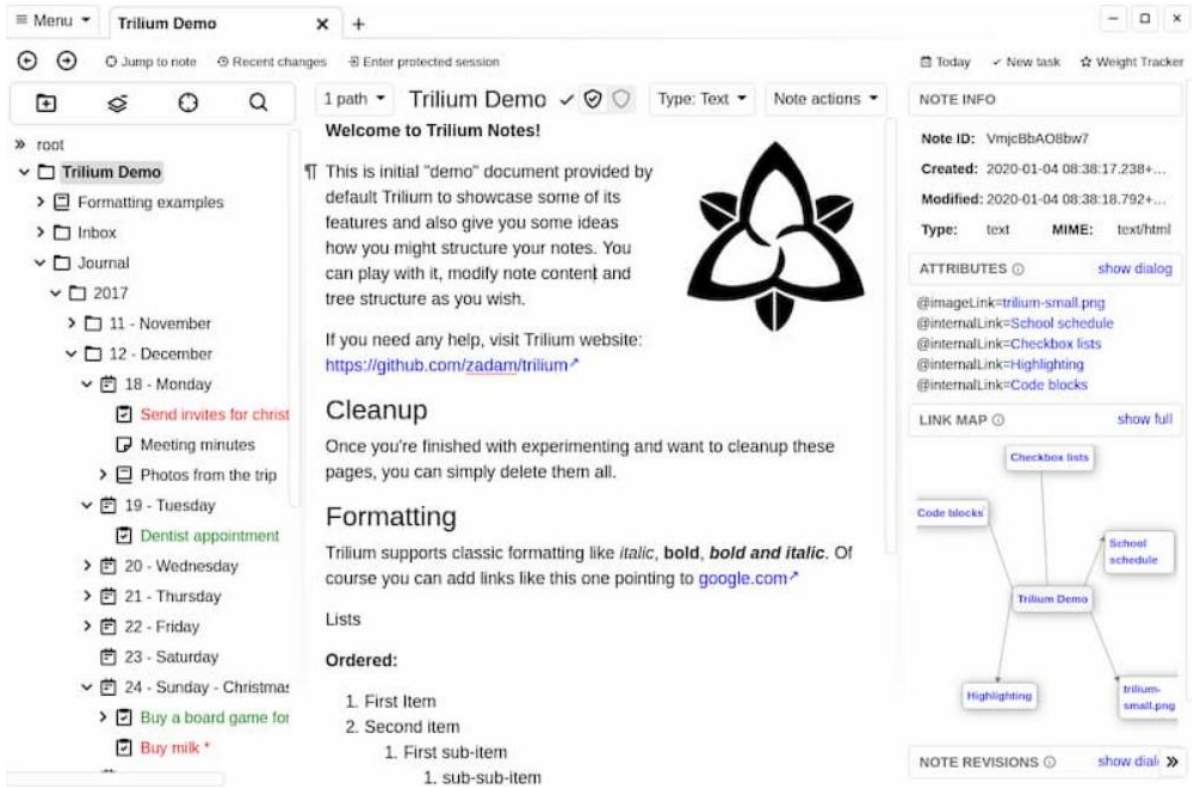 Menu
Trilium Demo
Jump to note Recent changes Enter protected session
Today New task Weight Tracker
root
Trilium Demo
Formatting examples
Inbox
Journal
2017
11 - November
12 - December
18 - Monday
Send invites for christ
Meeting minutes
Photos from the trip
19 - Tuesday
Dentist appointment
20 - Wednesday
21 - Thursday
22 - Friday
23 - Saturday
24 - Sunday - Christmas
Buy a board game for
Buy milk *
1 path Trilium Demo Type: Text Note actions
Welcome to Trilium Notes!
¶ This is initial "demo" document provided by
default Trilium to showcase some of its
features and also give you some ideas
how you might structure your notes. You
can play with it, modify note content and
tree structure as you wish.
If you need any help, visit Trilium website:
https://github.com/zadam/trilium
Cleanup
Once you're finished with experimenting and want to cleanup these
pages, you can simply delete them all.
Formatting
Trilium supports classic formatting like italic, bold, bold and italic. Of
course you can add links like this one pointing to google.com
Lists
Ordered:
1. First Item
2. Second item
1. First sub-item
1. sub-sub-item
NOTE INFO
Note ID: VmjcBbAO8bw7
Created: 2020-01-04 08:38:17.238+...
Modified: 2020-01-04 08:38:18.792+...
Type: text MIME: text/html
ATTRIBUTES show dialog
@imageLink=trilium-small.png
@internalLink=School schedule
@internalLink=Checkbox lists
@internalLink=Highlighting
@internalLink=Code blocks
LINK MAP show full
Checkbox lists
Code blocks
School
schedule
Trilium Demo
Highlighting
trilium-
small.png
NOTE REVISIONS show dial